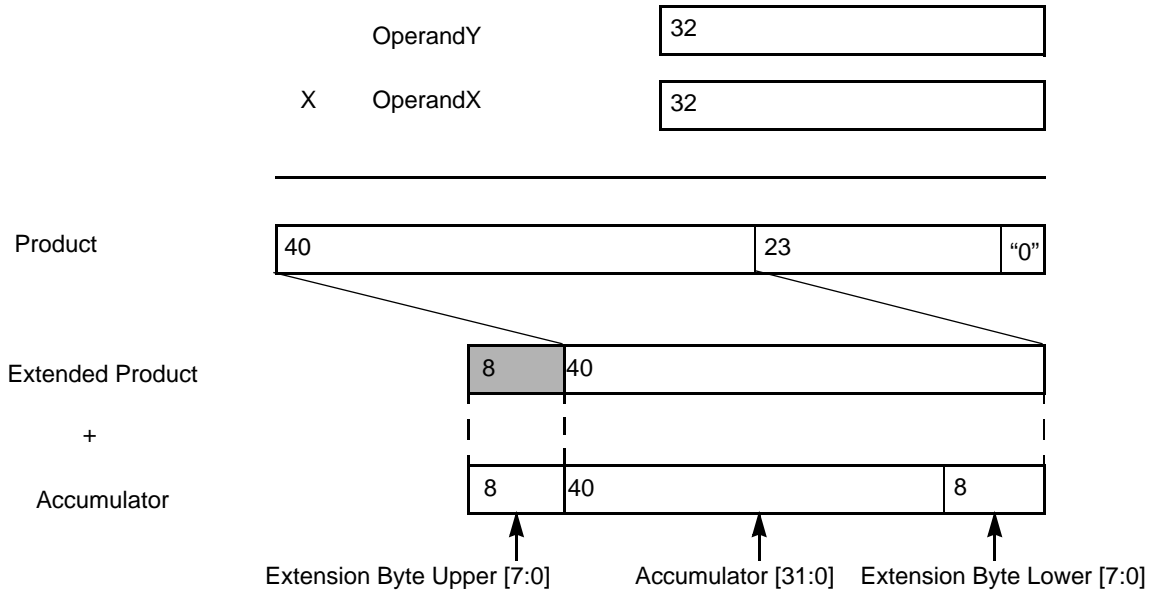 OperandY 32
X OperandX 32
Product 40 23 “0”
Extended Product 8 40
+
Accumulator 8 40 8
Extension Byte Upper [7:0] Accumulator [31:0] Extension Byte Lower [7:0]